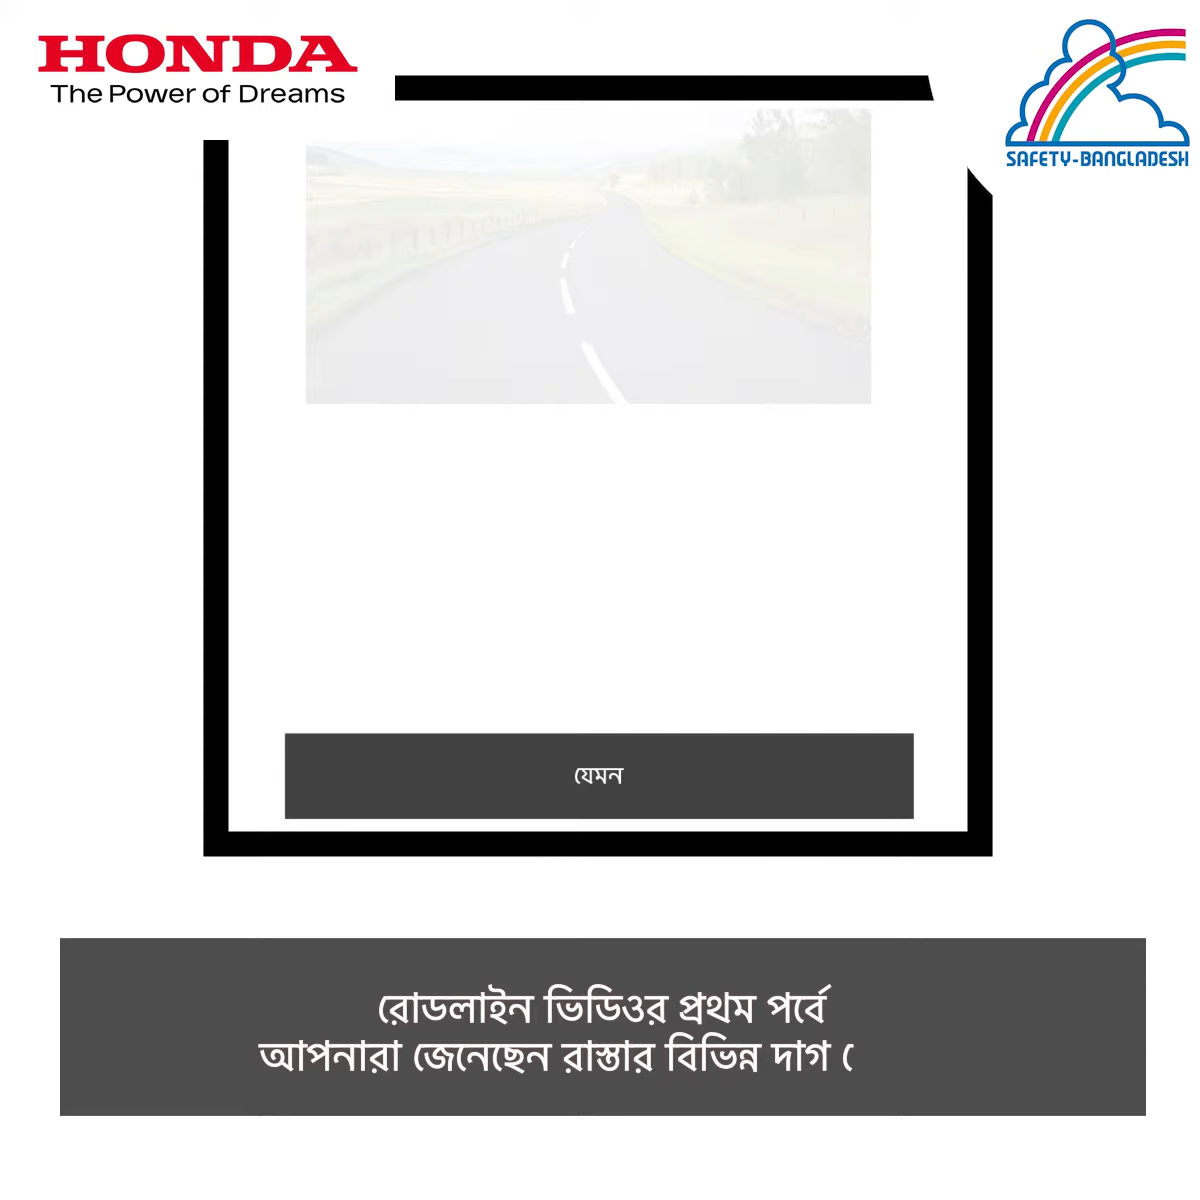 HONDA
The Power of Dreams
SAFETY-BANGLADESH
যেমন
রোডলাইন ভিডিওর প্রথম পর্বে
আপনারা জেনেছেন রাস্তার বিভিন্ন দাগ